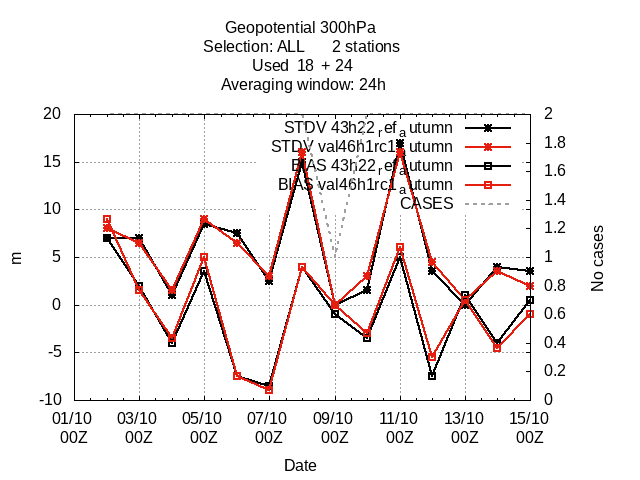 Geopotential 300hPa
Selection: ALL 2 stations
Used 18 + 24
Averaging window: 24h
STDV 43h22_ref_autumn
STDV val46h1rc1_autumn
BIAS 43h22_ref_autumn
BIAS val46h1rc1_autumn
CASES
20
15
10
5
0
-5
-10
m
2
1.8
1.6
1.4
1.2
1
0.8
0.6
0.4
0.2
0
No cases
01/10 03/10 05/10 07/10 09/10 11/10 13/10 15/10
00Z 00Z 00Z 00Z 00Z 00Z 00Z 00Z
Date